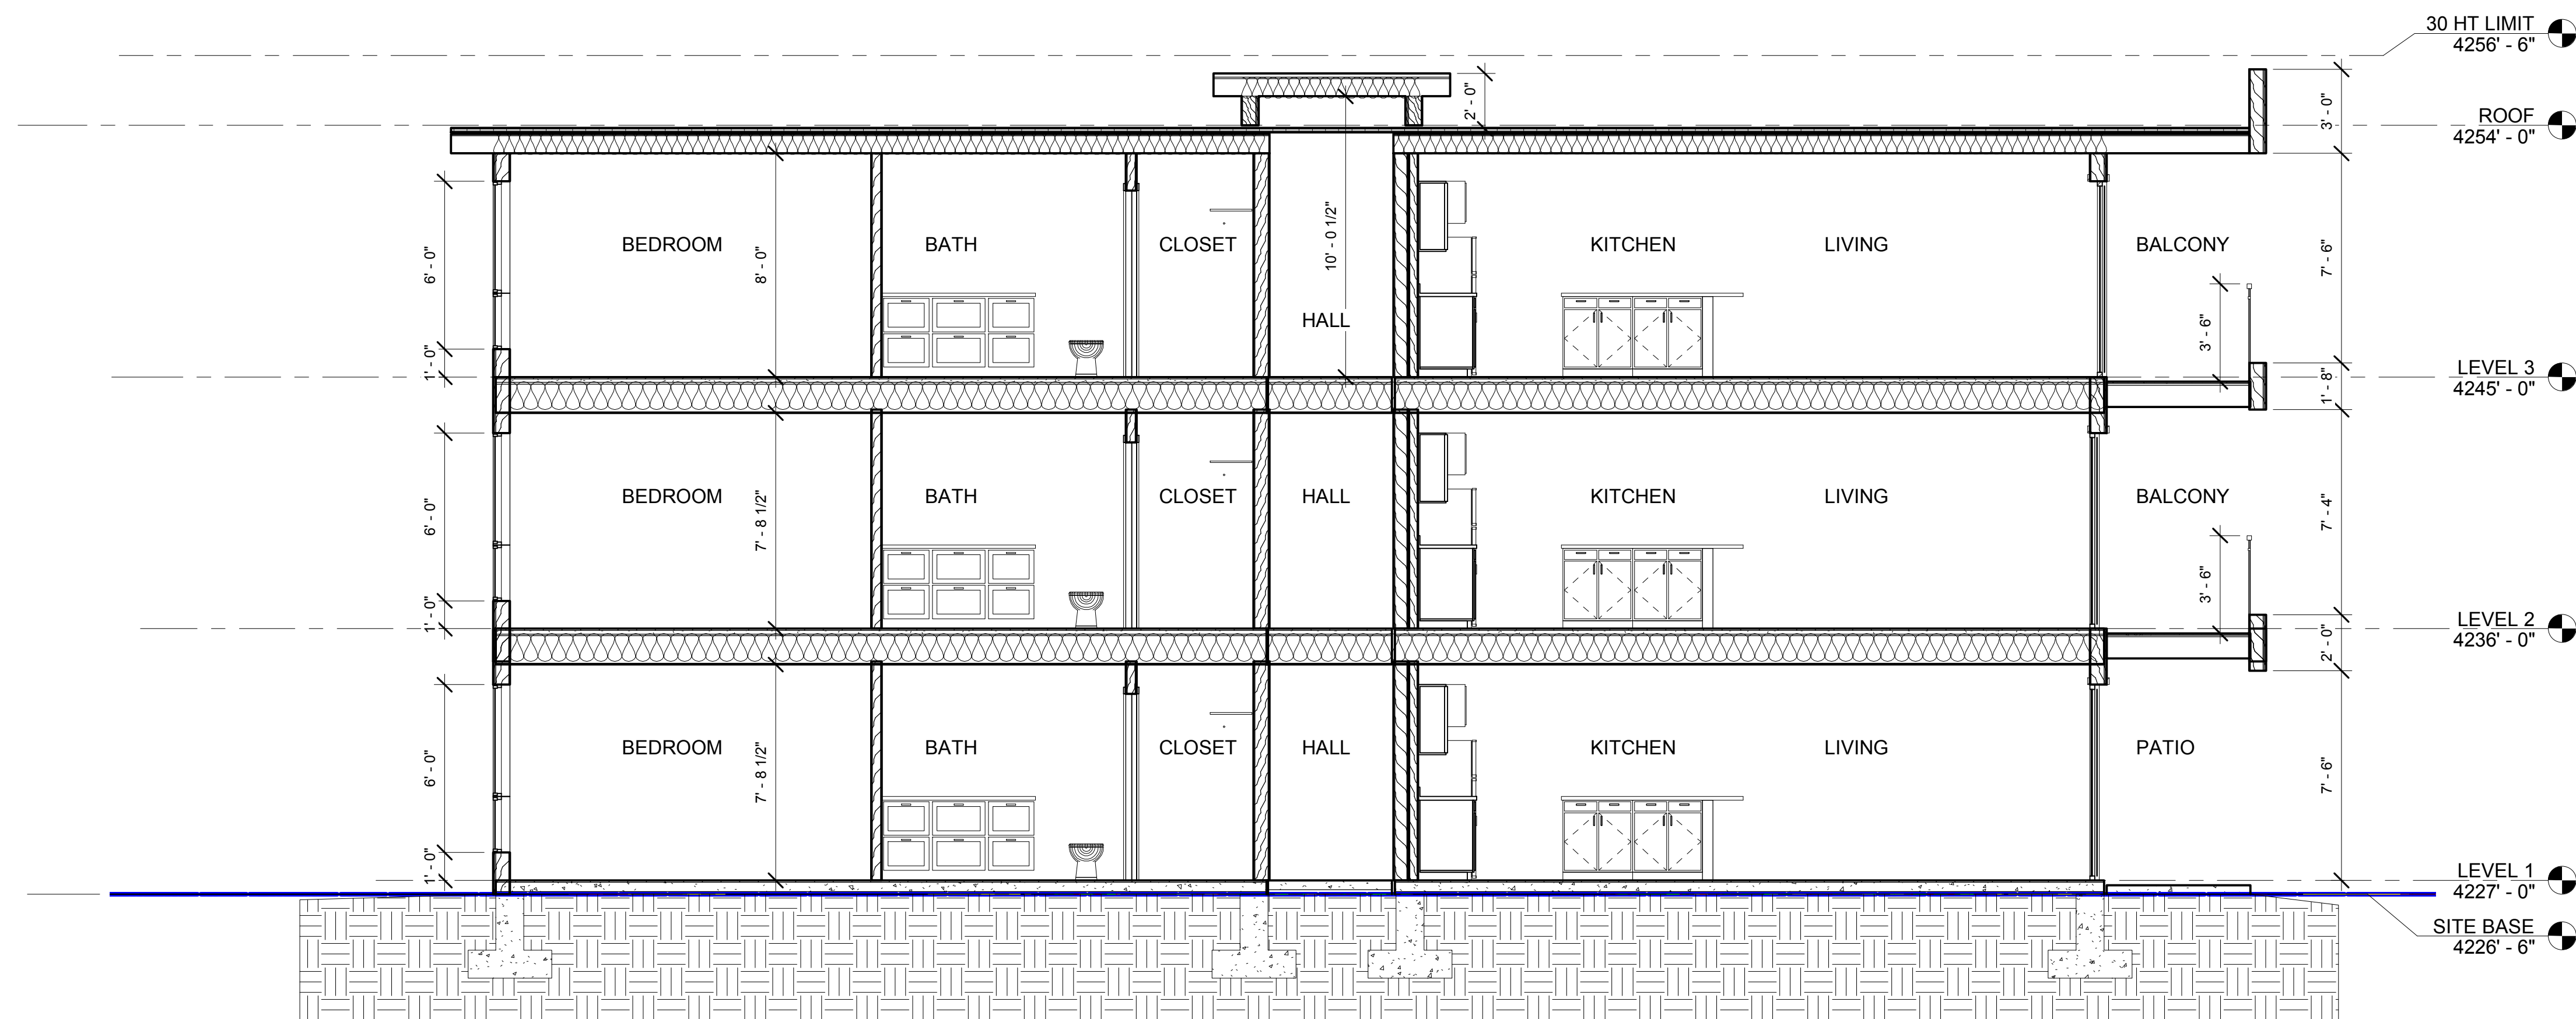 30 HT LIMIT
4256' - 6"
2' - 0"
3' - 0"
ROOF
4254' - 0"
6' - 0"
BEDROOM
8' - 0"
BATH
CLOSET
10' - 0 1/2"
HALL
KITCHEN
LIVING
BALCONY
7' - 6"
3' - 6"
1' - 0"
LEVEL 3
4245' - 0"
1' - 8"
6' - 0"
BEDROOM
7' - 8 1/2"
BATH
CLOSET
HALL
KITCHEN
LIVING
BALCONY
7' - 4"
3' - 6"
1' - 0"
LEVEL 2
4236' - 0"
2' - 0"
6' - 0"
BEDROOM
7' - 8 1/2"
BATH
CLOSET
HALL
KITCHEN
LIVING
PATIO
7' - 6"
1' - 0"
LEVEL 1
4227' - 0"
SITE BASE
4226' - 6"